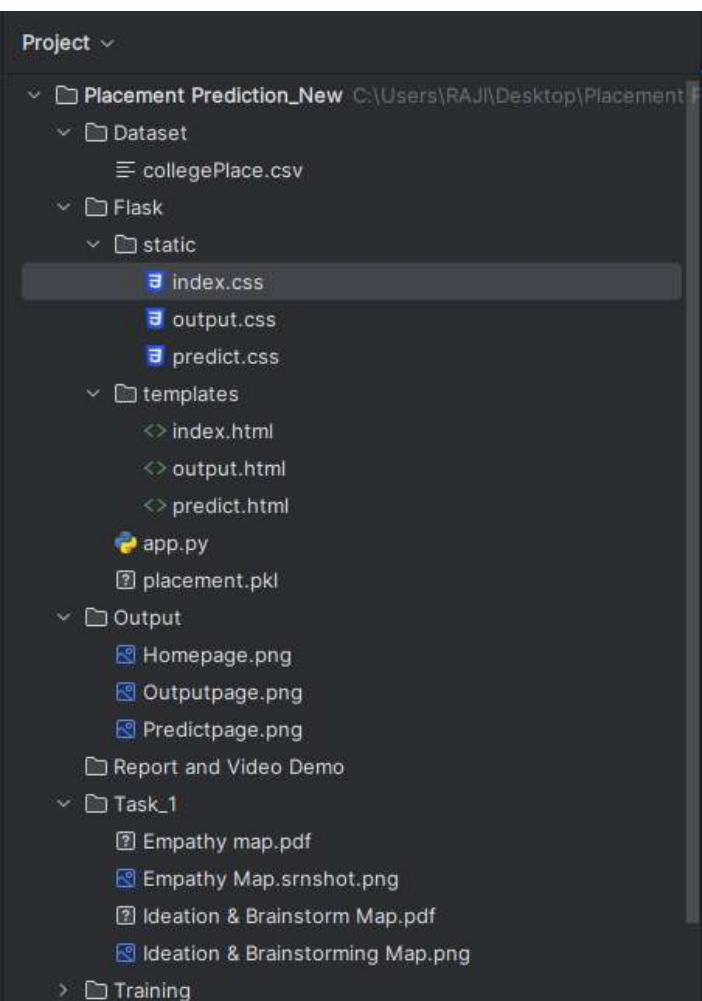 Project
Placement Prediction_New C:\Users\RAJI\Desktop\Placement P
Dataset
collegePlace.csv
Flask
static
index.css
output.css
predict.css
templates
index.html
output.html
predict.html
app.py
placement.pkl
Output
Homepage.png
Outputpage.png
Predictpage.png
Report and Video Demo
Task_1
Empathy map.pdf
Empathy Map.srnshot.png
Ideation & Brainstorm Map.pdf
Ideation & Brainstorming Map.png
Training